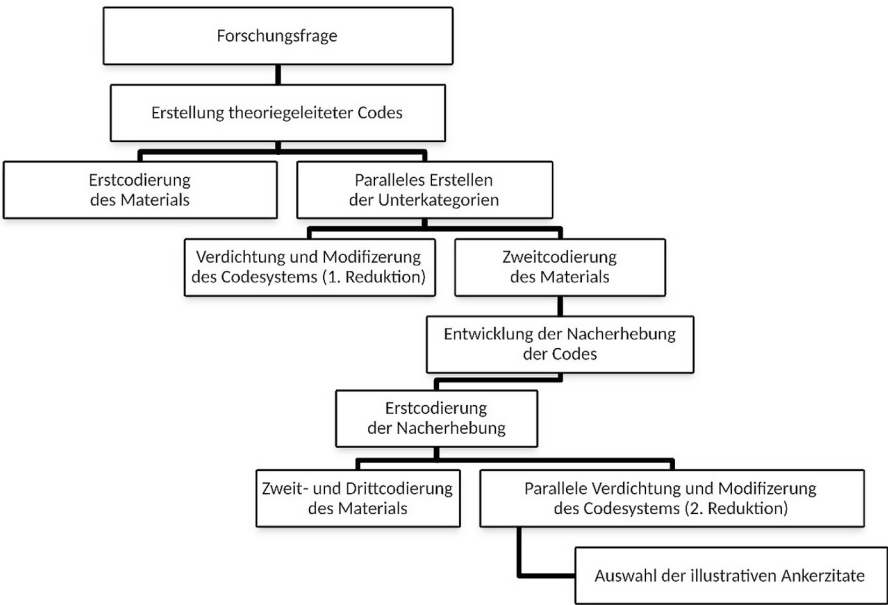 Forschungsfrage
Erstellung theoriegeleiteter Codes
Erstcodierung
des Materials
Paralleles Erstellen
der Unterkategorien
Verdichtung und Modifizerung
des Codesystems (1. Reduktion)
Zweitcodierung
des Materials
Entwicklung der Nacherhebung
der Codes
Erstcodierung
der Nacherhebung
Zweit- und Drittcodierung
des Materials
Parallele Verdichtung und Modifizerung
des Codesystems (2. Reduktion)
Auswahl der illustrativen Ankerzitate